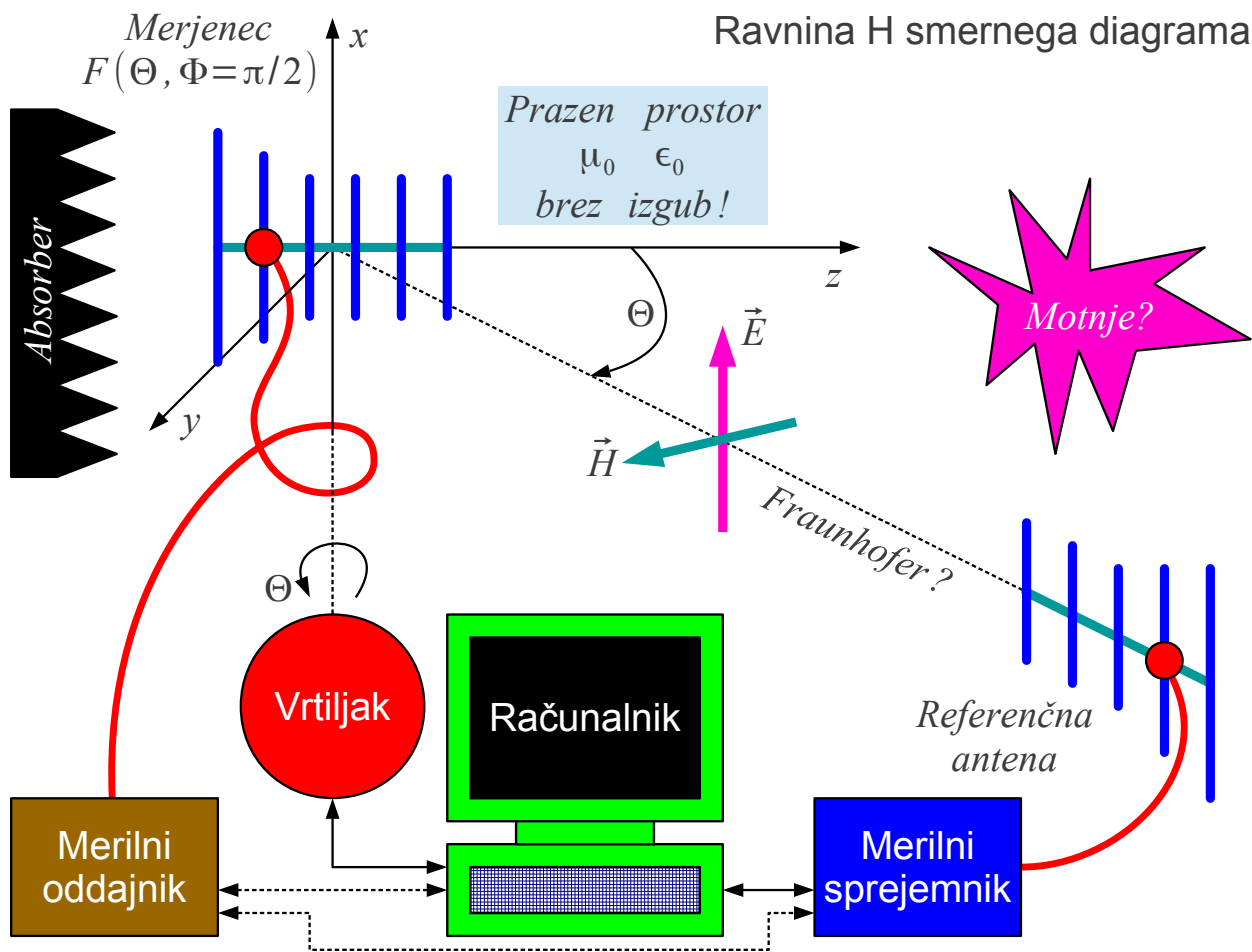 Ravnina H smernega diagrama
Merjenec
F(Θ, Φ=π/2)
x
Prazen prostor
μ₀ ϵ₀
brez izgub!
Absorber
z
Θ
Motnje?
E⃗
y
H⃗
Fraunhofer?
Θ
Vrtiljak
Računalnik
Referenčna
antena
Merilni
oddajnik
Merilni
sprejemnik